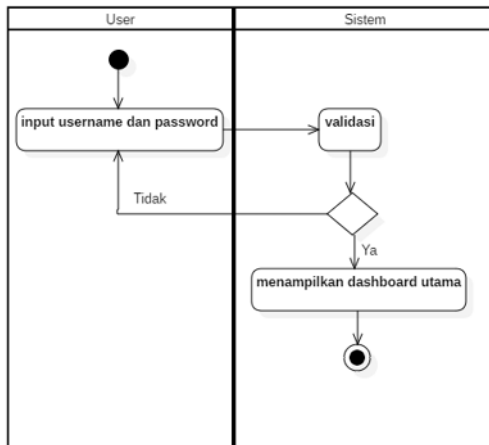 User
Sistem
input username dan password
validasi
Tidak
Ya
menampilkan dashboard utama